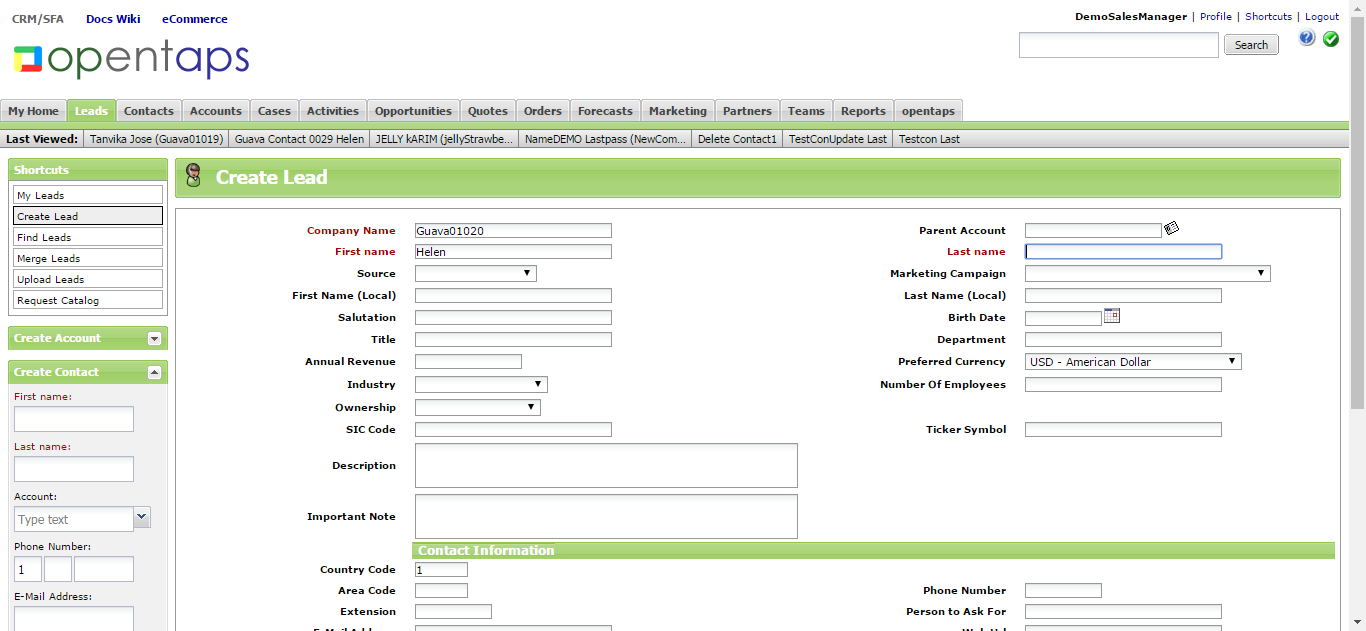 CRM/SFA Docs Wiki eCommerce
DemoSalesManager | Profile | Shortcuts | Logout
opentaps
Search
My Home Leads Contacts Accounts Cases Activities Opportunities Quotes Orders Forecasts Marketing Partners Teams Reports opentaps
Last Viewed: Tanvika Jose (Guava01019) Guava Contact 0029 Helen JELLY kARIM (jellyStrawbe... NameDEMO Lastpass (NewCom... Delete Contact1 TestConUpdate Last Testcon Last
Shortcuts
My Leads
Create Lead
Find Leads
Merge Leads
Upload Leads
Request Catalog
Create Account
Create Contact
First name:
Last name:
Account:
Type text
Phone Number:
1
E-Mail Address:
Create Lead
Company Name Guava01020 Parent Account
First name Helen Last name
Source Marketing Campaign
First Name (Local) Last Name (Local)
Salutation Birth Date
Title Department
Annual Revenue Preferred Currency USD - American Dollar
Industry Number Of Employees
Ownership
SIC Code Ticker Symbol
Description
Important Note
Contact Information
Country Code 1
Area Code Phone Number
Extension Person to Ask For